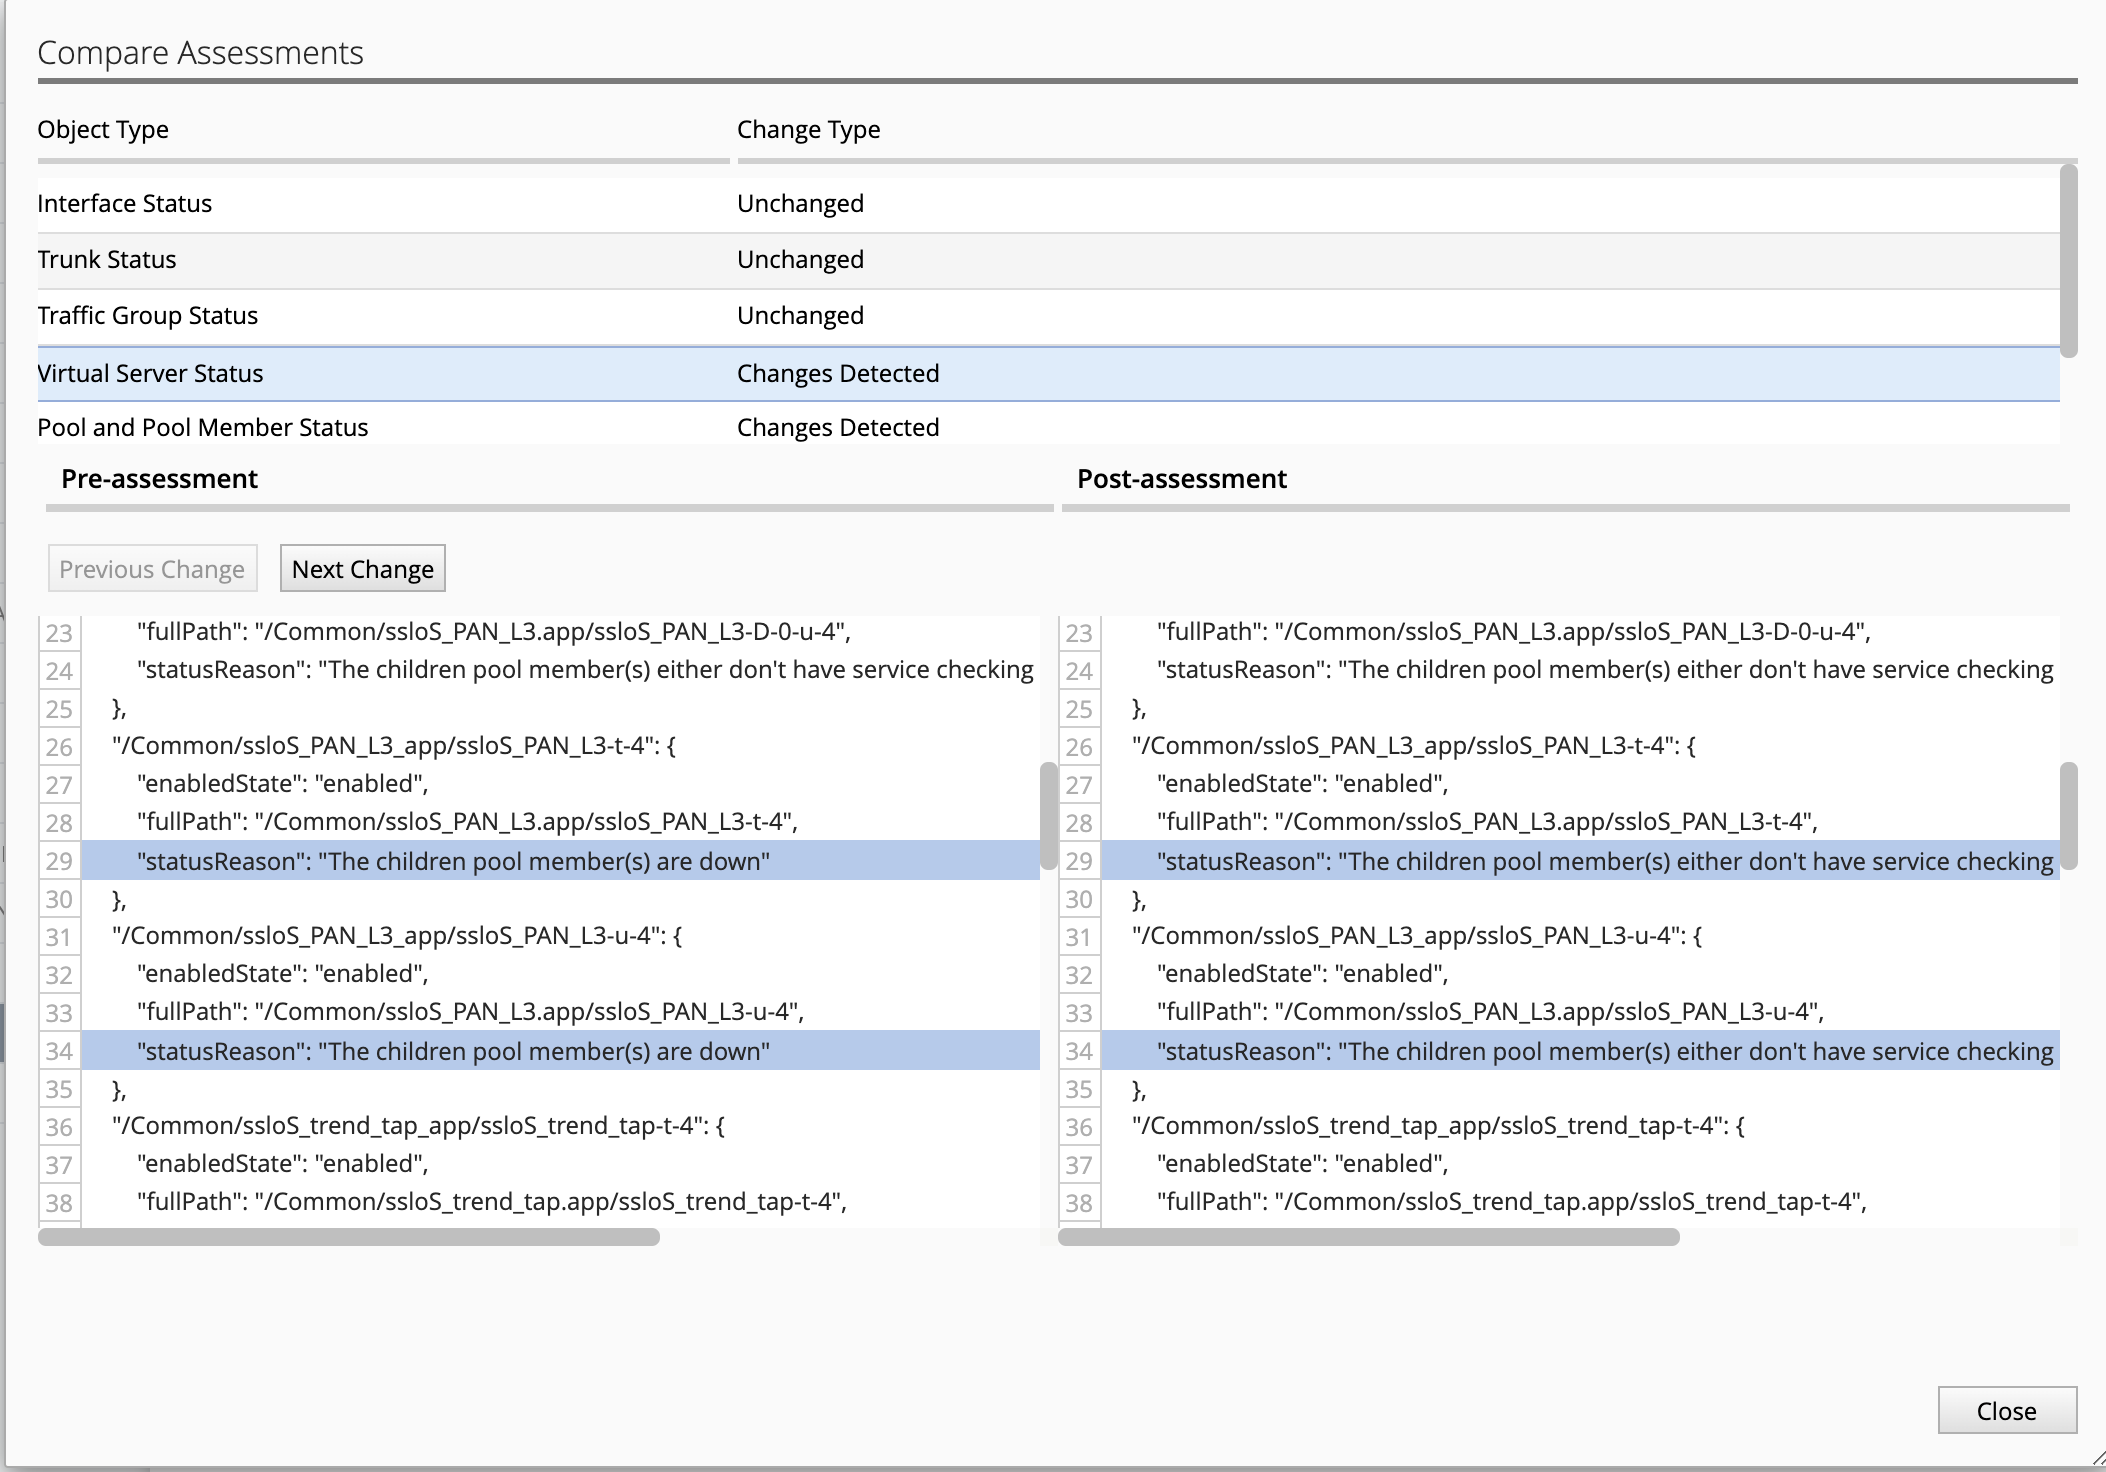 Compare Assessments
Object Type Change Type
Interface Status Unchanged
Trunk Status Unchanged
Traffic Group Status Unchanged
Virtual Server Status Changes Detected
Pool and Pool Member Status Changes Detected
Pre-assessment
Previous Change Next Change
23 "fullPath": "/Common/ssloS_PAN_L3.app/ssloS_PAN_L3-D-0-u-4",
24 "statusReason": "The children pool member(s) either don't have service checking
25 },
26 "/Common/ssloS_PAN_L3_app/ssloS_PAN_L3-t-4": {
27 "enabledState": "enabled",
28 "fullPath": "/Common/ssloS_PAN_L3.app/ssloS_PAN_L3-t-4",
29 "statusReason": "The children pool member(s) are down"
30 },
31 "/Common/ssloS_PAN_L3_app/ssloS_PAN_L3-u-4": {
32 "enabledState": "enabled",
33 "fullPath": "/Common/ssloS_PAN_L3.app/ssloS_PAN_L3-u-4",
34 "statusReason": "The children pool member(s) are down"
35 },
36 "/Common/ssloS_trend_tap_app/ssloS_trend_tap-t-4": {
37 "enabledState": "enabled",
38 "fullPath": "/Common/ssloS_trend_tap.app/ssloS_trend_tap-t-4",
Post-assessment
23 "fullPath": "/Common/ssloS_PAN_L3.app/ssloS_PAN_L3-D-0-u-4",
24 "statusReason": "The children pool member(s) either don't have service checking
25 },
26 "/Common/ssloS_PAN_L3_app/ssloS_PAN_L3-t-4": {
27 "enabledState": "enabled",
28 "fullPath": "/Common/ssloS_PAN_L3.app/ssloS_PAN_L3-t-4",
29 "statusReason": "The children pool member(s) either don't have service checking
30 },
31 "/Common/ssloS_PAN_L3_app/ssloS_PAN_L3-u-4": {
32 "enabledState": "enabled",
33 "fullPath": "/Common/ssloS_PAN_L3.app/ssloS_PAN_L3-u-4",
34 "statusReason": "The children pool member(s) either don't have service checking
35 },
36 "/Common/ssloS_trend_tap_app/ssloS_trend_tap-t-4": {
37 "enabledState": "enabled",
38 "fullPath": "/Common/ssloS_trend_tap.app/ssloS_trend_tap-t-4",
Close